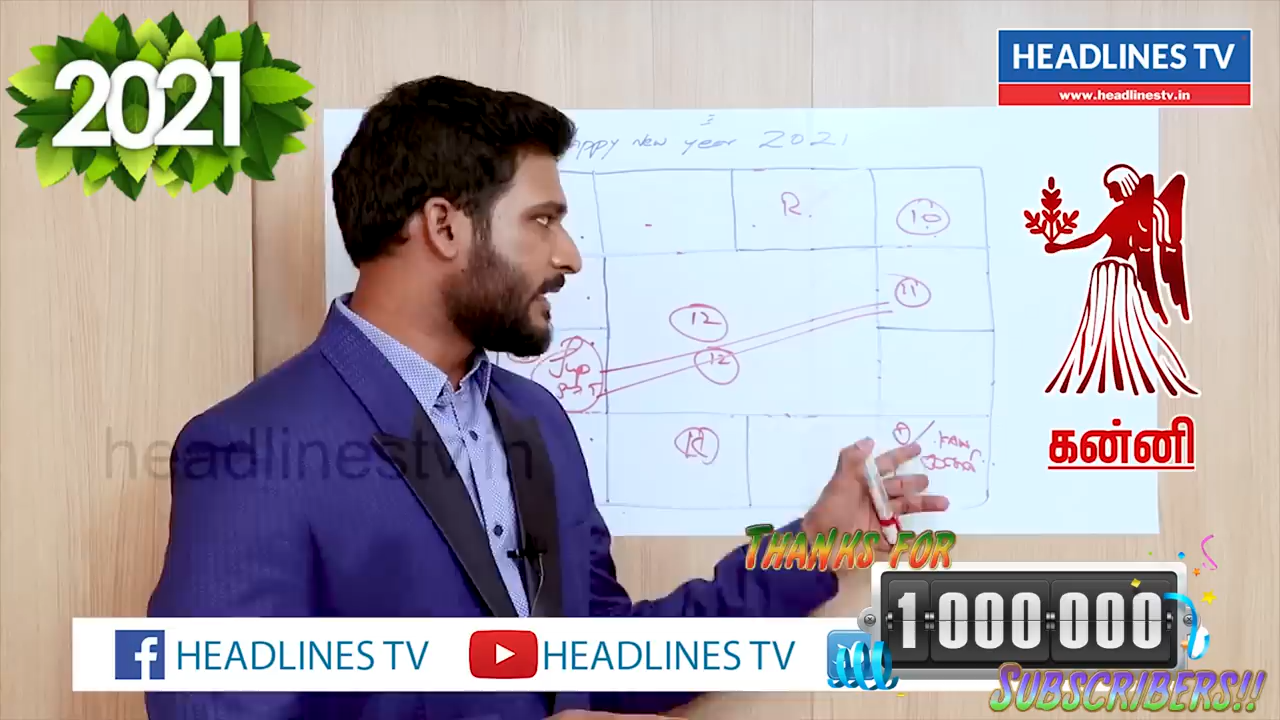 2021
HEADLINES TV
www.headlinestv.in
appy new year 2021
R.
10
11
12
12
கன்னி
headlinestv.in
THANKS FOR
1,000,000
SUBSCRIBERS!!
HEADLINES TV
HEADLINES TV